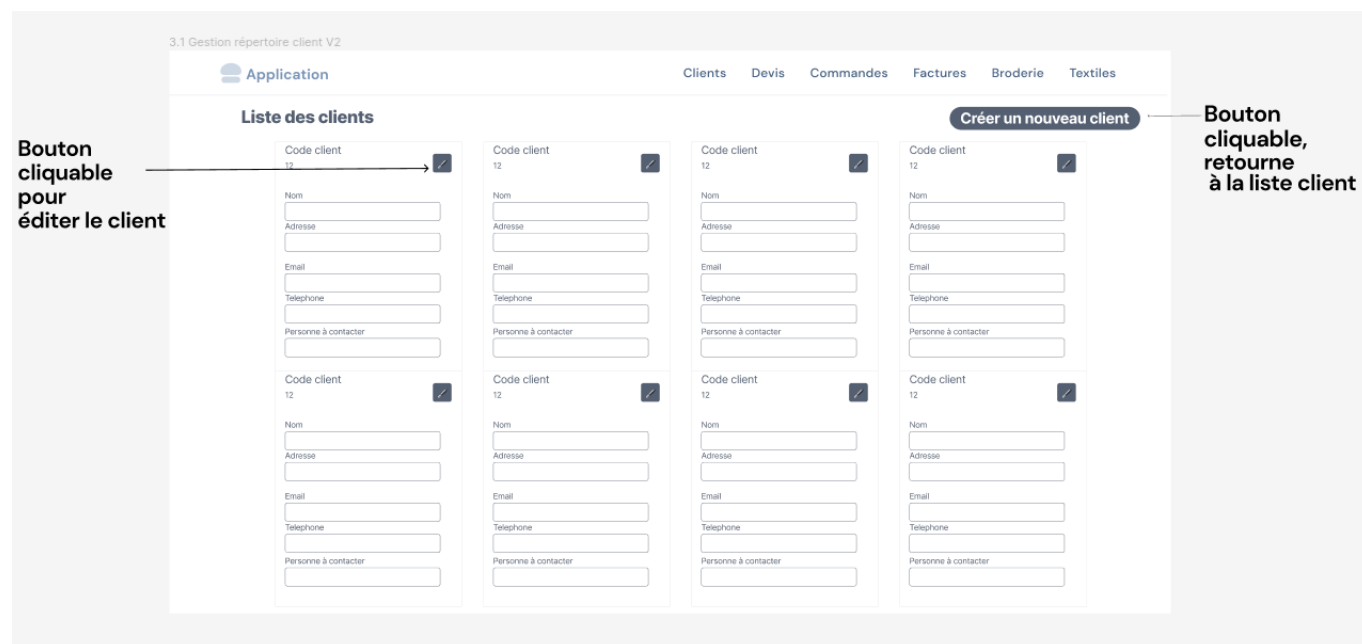 3.1 Gestion répertoire client V2
Application
Clients Devis Commandes Factures Broderie Textiles
Liste des clients
Créer un nouveau client
Bouton
cliquable,
retourne
à la liste client
Bouton
cliquable
pour
éditer le client
Code client Code client Code client Code client
12 12 12 12
Nom Nom Nom Nom
Adresse Adresse Adresse Adresse
Email Email Email Email
Telephone Telephone Telephone Telephone
Personne à contacter Personne à contacter Personne à contacter Personne à contacter
Code client Code client Code client Code client
12 12 12 12
Nom Nom Nom Nom
Adresse Adresse Adresse Adresse
Email Email Email Email
Telephone Telephone Telephone Telephone
Personne à contacter Personne à contacter Personne à contacter Personne à contacter